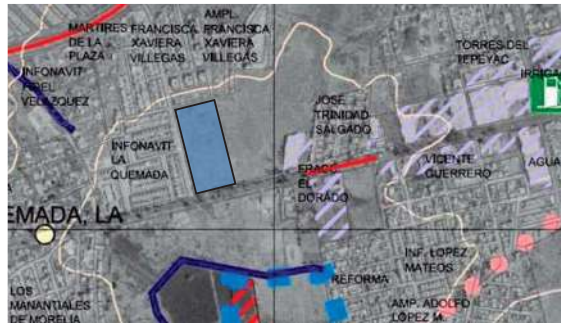 MARTIRES
DE LA
PLAZA
FRANCISCA
XAVIERA
VILLEGAS
AMPL.
FRANCISCA
XAVIERA
VILLEGAS
INFONAVIT
FIDEL
VELAZQUEZ
TORRES DEL
TEPEYAC
JOSE
TRINIDAD
SALGADO
INFONAVIT
LA
QUEMADA
FRACC
EL
DORADO
VICENTE
GUERRERO
AGUA
EMADA, LA
INF. LOPEZ
MATEOS
REFORMA
LOS
MANANTIALES
DE MORELIA
AMP. ADOLFO
LOPEZ M.